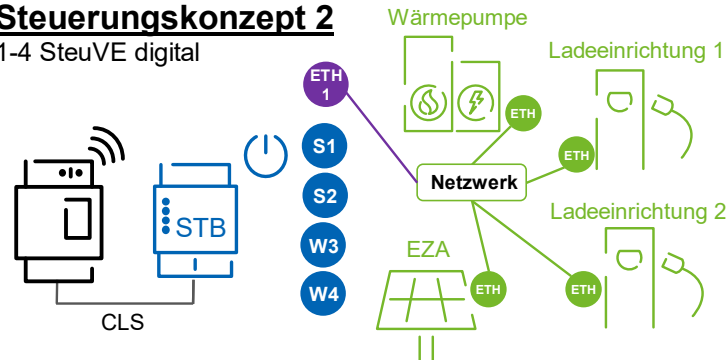 Steuerungskonzept 2
1-4 SteuVE digital
Wärmepumpe
Ladeeinrichtung 1
ETH
1
ETH
S1
ETH
S2
Netzwerk
STB
W3
EZA
Ladeeinrichtung 2
W4
ETH
ETH
CLS